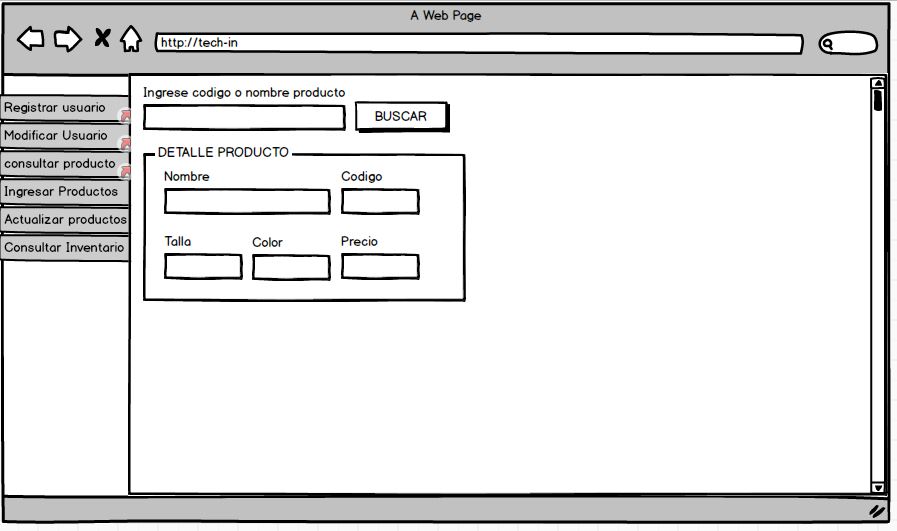 A Web Page
http://tech-in
Registrar usuario
Modificar Usuario
consultar producto
Ingresar Productos
Actualizar productos
Consultar Inventario
Ingrese codigo o nombre producto
BUSCAR
DETALLE PRODUCTO
Nombre Codigo
Talla Color Precio